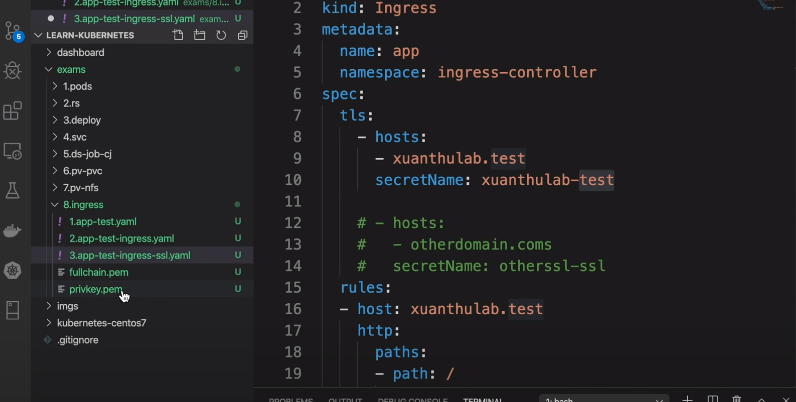 2.app-test-ingress.yaml exams/8.i... U
3.app-test-ingress-ssl.yaml exam... U
5
LEARN-KUBERNETES
dashboard
exams
1.pods
2.rs
3.deploy
4.svc
5.ds-job-cj
6.pv-pvc
7.pv-nfs
8.ingress
1.app-test.yaml U
2.app-test-ingress.yaml U
3.app-test-ingress-ssl.yaml U
fullchain.pem U
privkey.pem U
imgs
kubernetes-centos7
.gitignore
2 kind: Ingress
3 metadata:
4 name: app
5 namespace: ingress-controller
6 spec:
7 tls:
8 - hosts:
9 - xuanthulab.test
10 secretName: xuanthulab-test
11
12 # - hosts:
13 # - otherdomain.coms
14 # secretName: otherssl-ssl
15 rules:
16 - host: xuanthulab.test
17 http:
18 paths:
19 - path: /
PROBLEMS OUTPUT DEBUG CONSOLE TERMINAL 1: bash